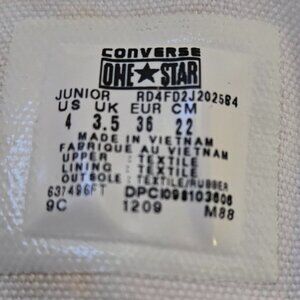 CONVERSE
ONE★STAR
JUNIOR RD4FD2J202584
US UK EUR CM
4 3.5 36 22
MADE IN VIETNAM
FABRIQUE AU VIETNAM
UPPER : TEXTILE
LINING : TEXTILE
OUTSOLE : TEXTILE/RUBBER
637496FT DPCI098103606
9C 1209 M88